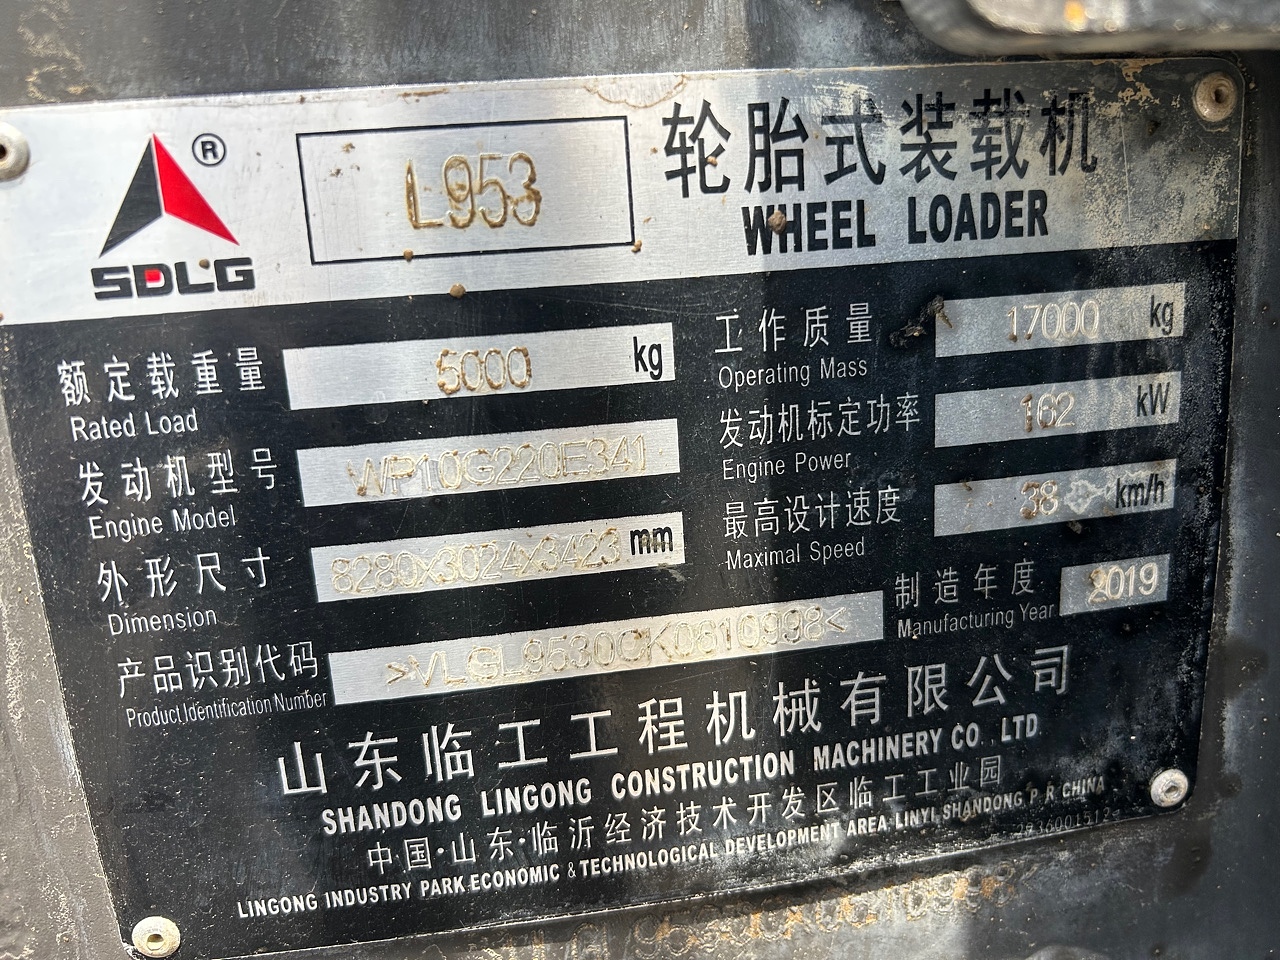 ®
SDLG
L953
轮胎式装载机
WHEEL LOADER
额定载重量 5000 kg
Rated Load
工作质量 17000 kg
Operating Mass
发动机型号 WP10G220E341
Engine Model
发动机标定功率 162 kW
Engine Power
外形尺寸 8280x3024x3423 mm
Dimension
最高设计速度 38 km/h
Maximal Speed
产品识别代码 >VLGL9530CK0610998<
Product Identification Number
制造年度 2019
Manufacturing Year
山东临工工程机械有限公司
SHANDONG LINGONG CONSTRUCTION MACHINERY CO. LTD.
中国·山东·临沂经济技术开发区临工工业园
LINGONG INDUSTRY PARK ECONOMIC & TECHNOLOGICAL DEVELOPMENT AREA LINYI, SHANDONG, P. R. CHINA